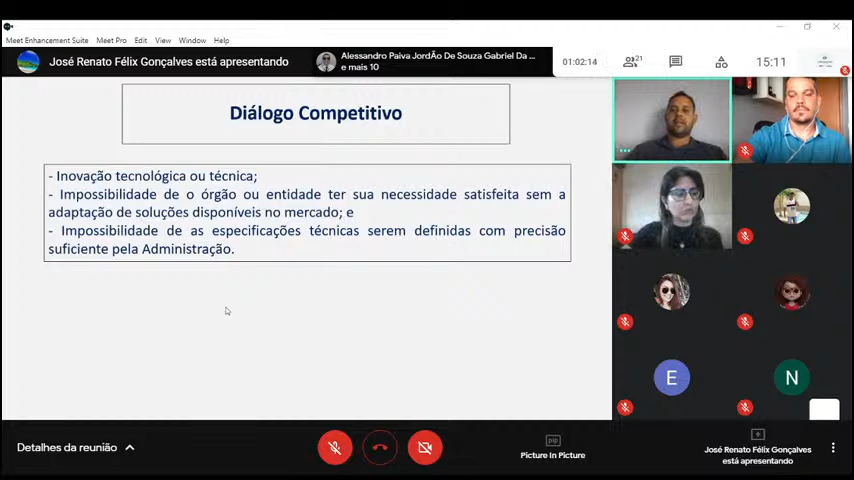 Meet Enhancement Suite Meet Pro Edit View Window Help
José Renato Félix Gonçalves está apresentando
Alessandro Paiva JordÃo De Souza Gabriel Da ...
e mais 10
01:02:14
21
15:11
Diálogo Competitivo
- Inovação tecnológica ou técnica;
- Impossibilidade de o órgão ou entidade ter sua necessidade satisfeita sem a
adaptação de soluções disponíveis no mercado; e
- Impossibilidade de as especificações técnicas serem definidas com precisão
suficiente pela Administração.
E
N
Detalhes da reunião
pip
Picture In Picture
José Renato Félix Gonçalves
está apresentando